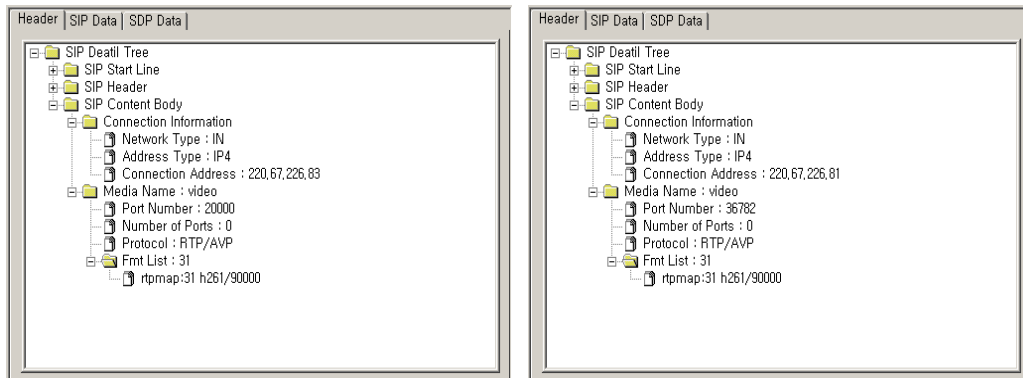 Header SIP Data SDP Data
SIP Deatil Tree
SIP Start Line
SIP Header
SIP Content Body
Connection Information
Network Type : IN
Address Type : IP4
Connection Address : 220,67,226,83
Media Name : video
Port Number : 20000
Number of Ports : 0
Protocol : RTP/AVP
Fmt List : 31
rtpmap:31 h261/90000
Header SIP Data SDP Data
SIP Deatil Tree
SIP Start Line
SIP Header
SIP Content Body
Connection Information
Network Type : IN
Address Type : IP4
Connection Address : 220,67,226,81
Media Name : video
Port Number : 36782
Number of Ports : 0
Protocol : RTP/AVP
Fmt List : 31
rtpmap:31 h261/90000